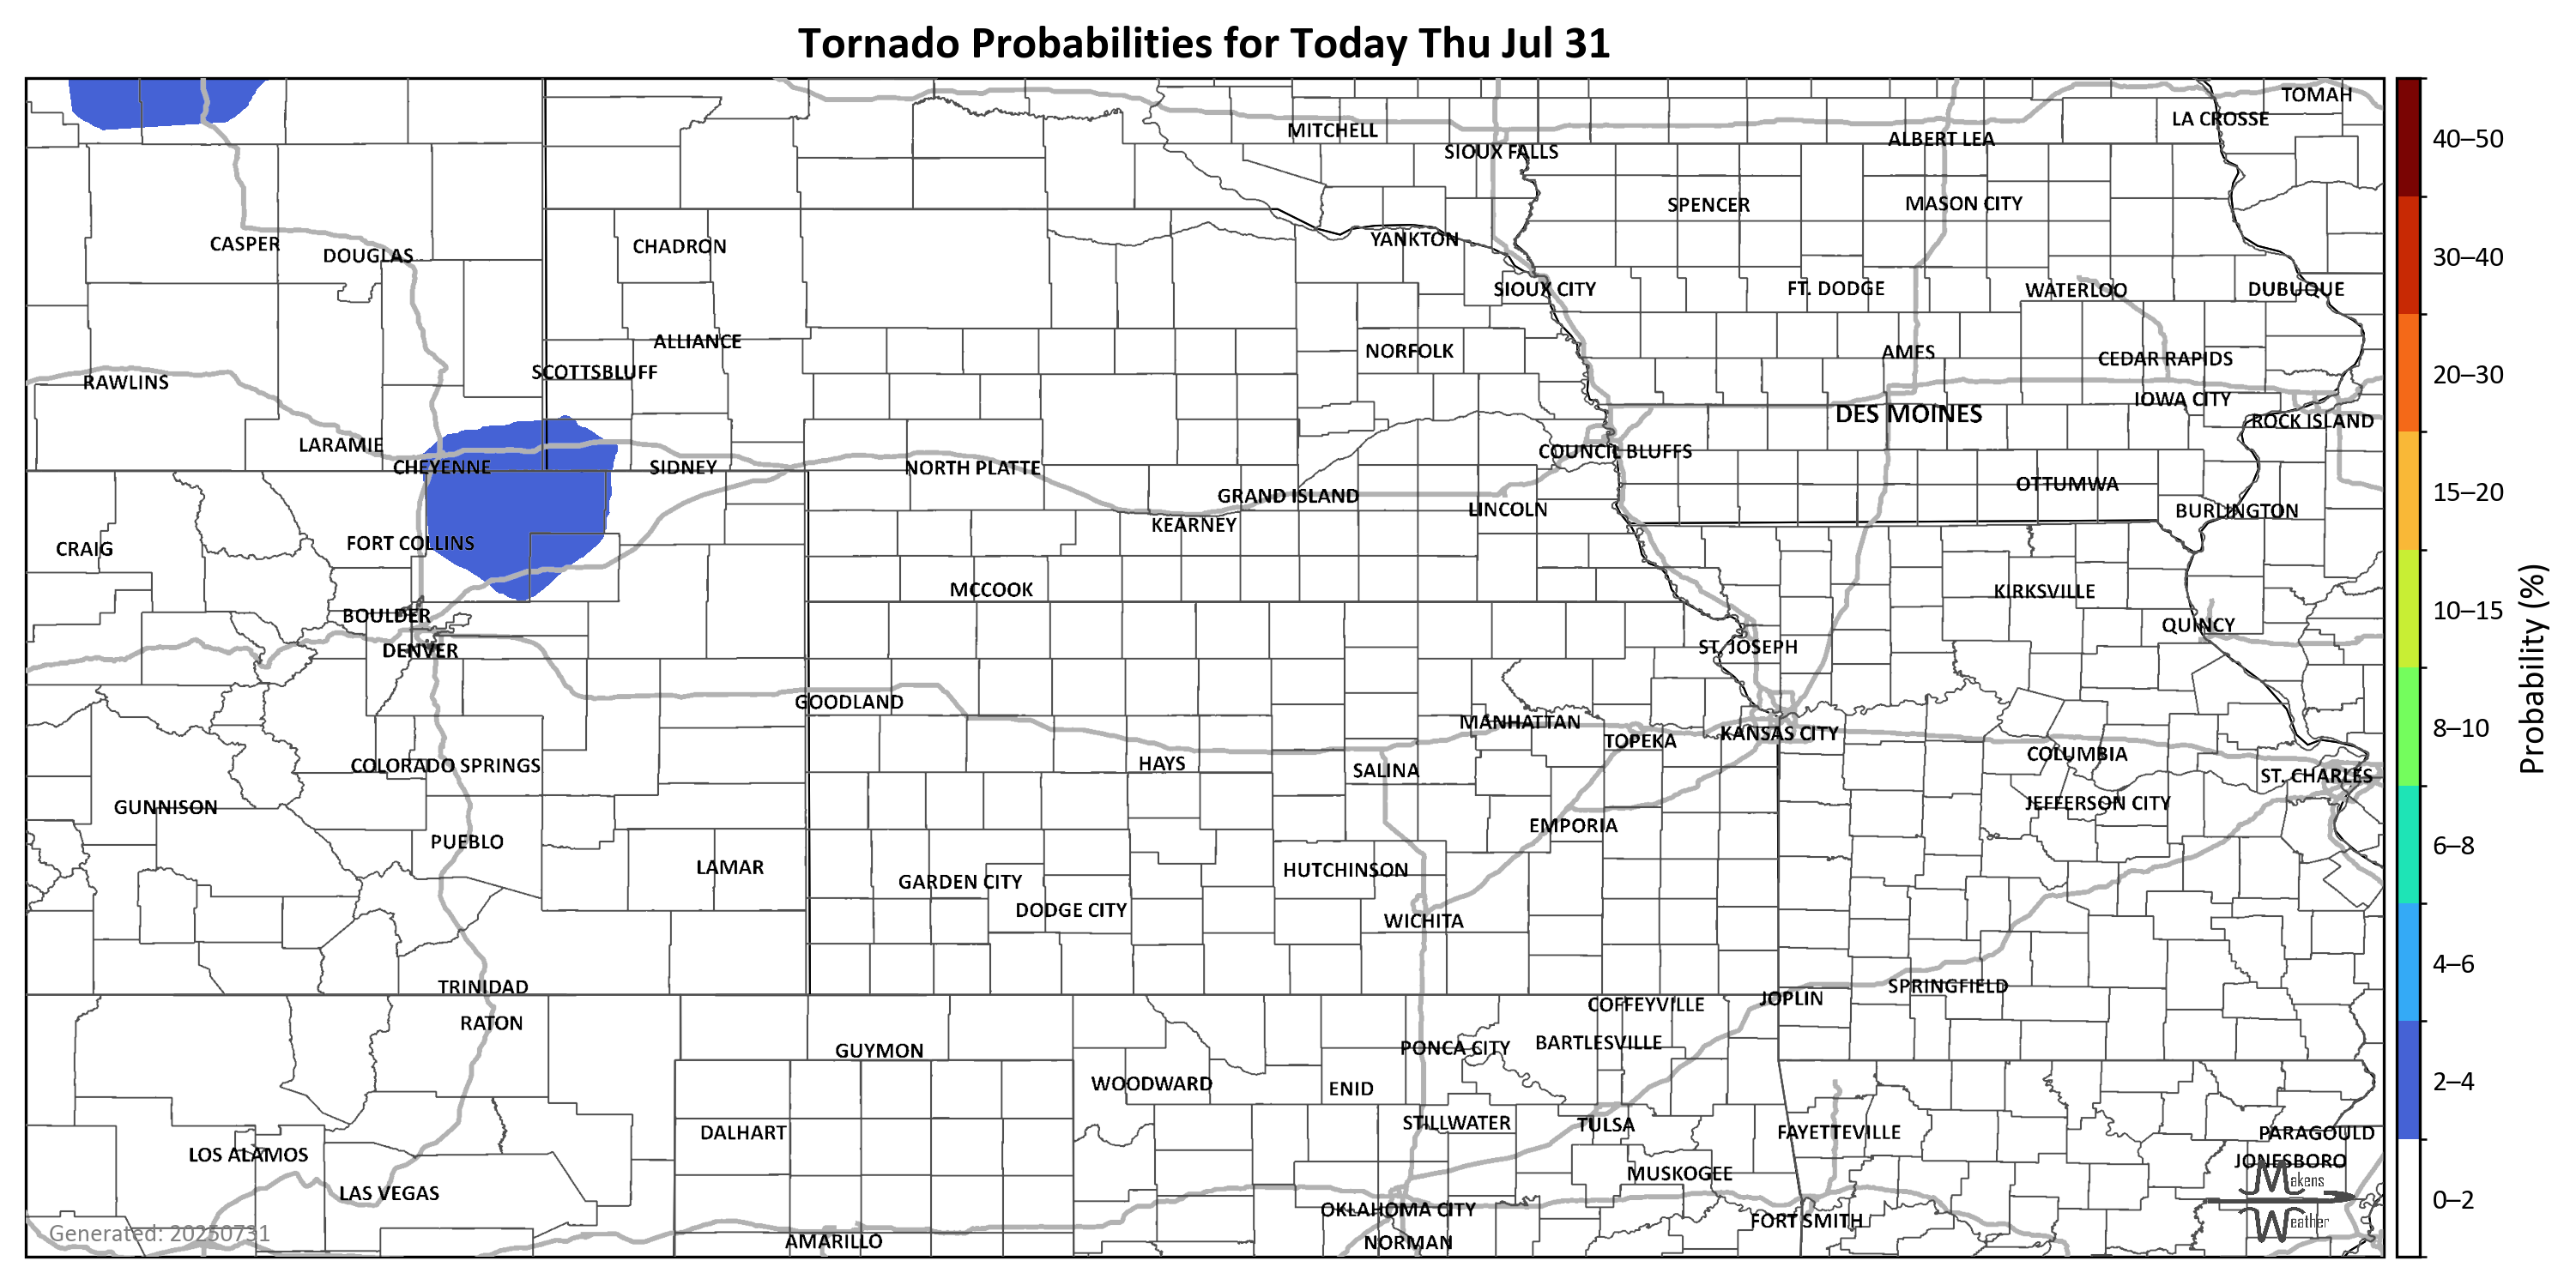 Tornado Probabilities for Today Thu Jul 31
TOMAH
LA CROSSE
MITCHELL
ALBERT LEA
SIOUX FALLS
SPENCER
MASON CITY
CASPER
DOUGLAS
CHADRON
YANKTON
SIOUX CITY
FT. DODGE
WATERLOO
DUBUQUE
ALLIANCE
NORFOLK
AMES
CEDAR RAPIDS
RAWLINS
SCOTTSBLUFF
IOWA CITY
DES MOINES
ROCK ISLAND
LARAMIE
COUNCIL BLUFFS
CHEYENNE
SIDNEY
NORTH PLATTE
OTTUMWA
GRAND ISLAND
LINCOLN
BURLINGTON
KEARNEY
CRAIG
FORT COLLINS
MCCOOK
KIRKSVILLE
BOULDER
QUINCY
DENVER
ST. JOSEPH
GOODLAND
MANHATTAN
TOPEKA
KANSAS CITY
COLUMBIA
COLORADO SPRINGS
HAYS
SALINA
ST. CHARLES
GUNNISON
JEFFERSON CITY
PUEBLO
EMPORIA
LAMAR
HUTCHINSON
GARDEN CITY
DODGE CITY
WICHITA
TRINIDAD
SPRINGFIELD
JOPLIN
COFFEYVILLE
RATON
GUYMON
PONCA CITY
BARTLESVILLE
WOODWARD
ENID
STILLWATER
TULSA
DALHART
FAYETTEVILLE
PARAGOULD
LOS ALAMOS
JONESBORO
MUSKOGEE
LAS VEGAS
OKLAHOMA CITY
FORT SMITH
AMARILLO
NORMAN
Generated: 20250731
Makens
Weather
40–50
30–40
20–30
15–20
10–15
8–10
6–8
4–6
2–4
0–2
Probability (%)